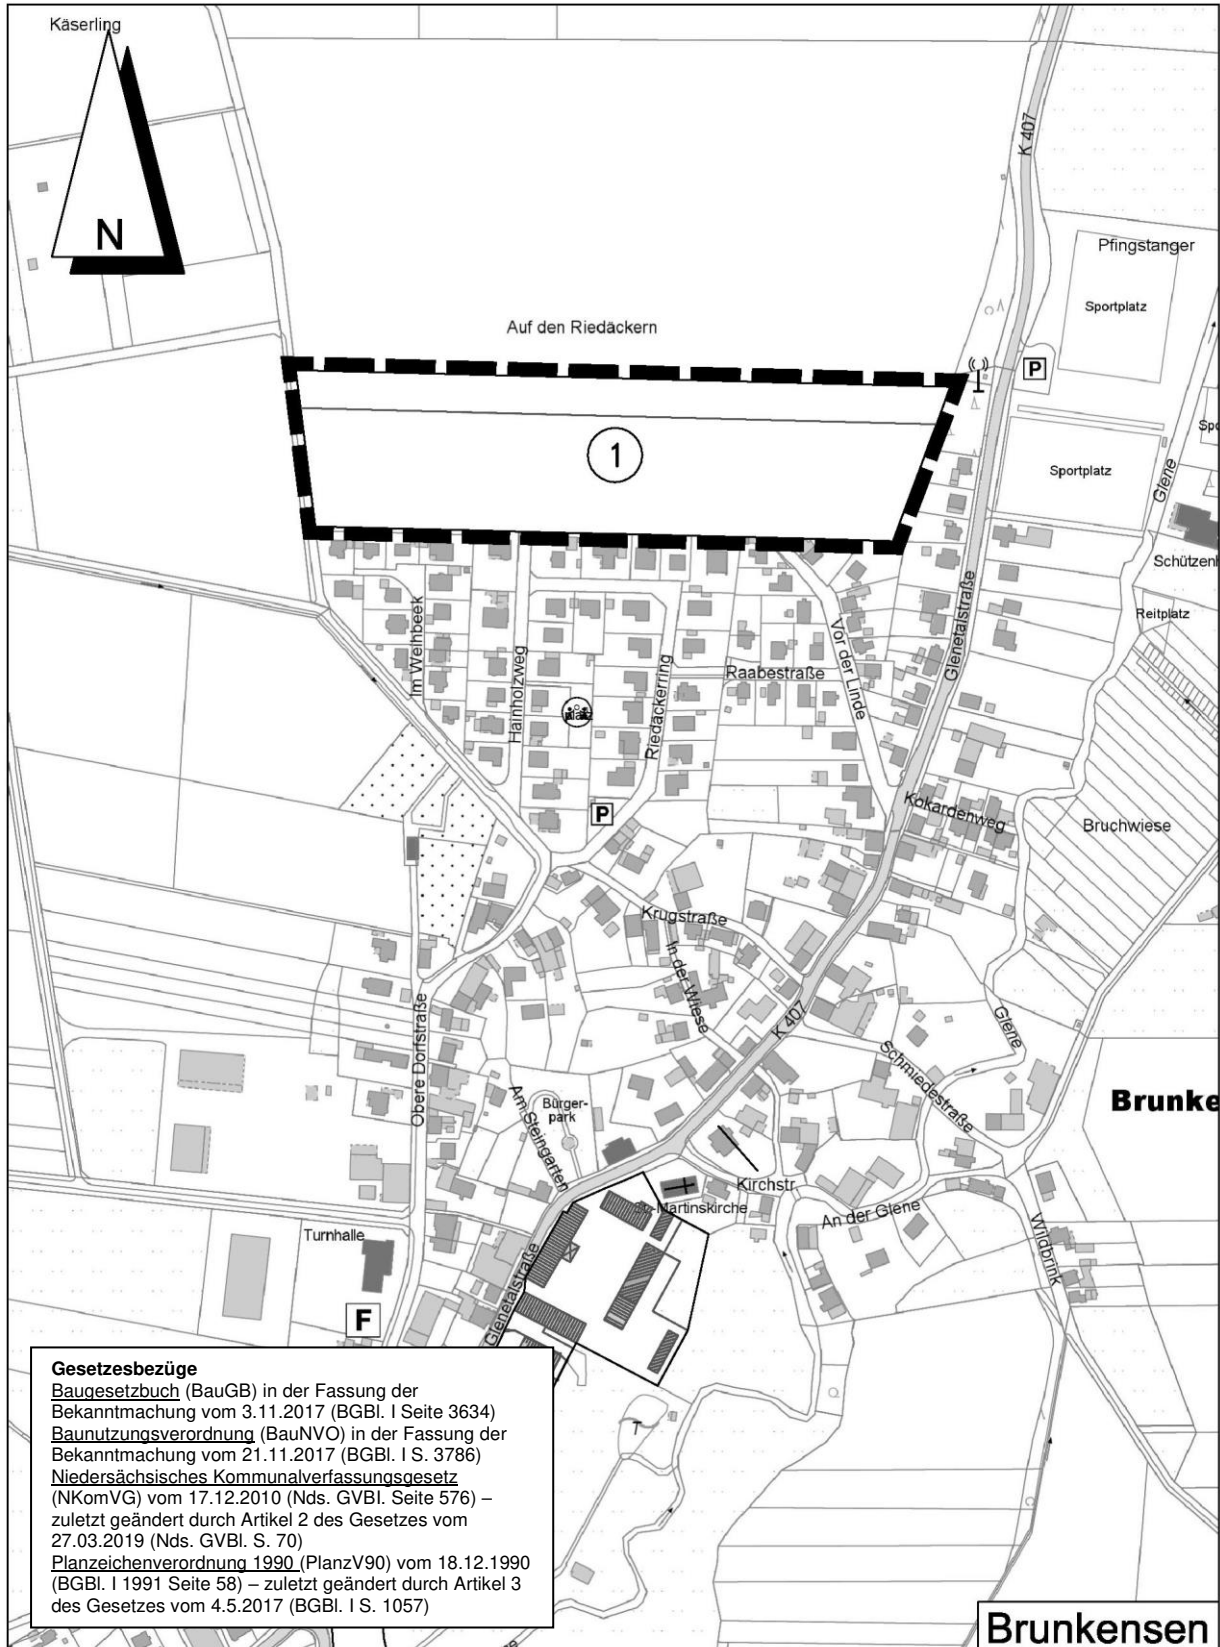 Käserling
N
K 407
Pfingstanger
Sportplatz
Auf den Riedäckern
P
1
Sportplatz
Glene
Schützenh
Reitplatz
Glenetalstraße
Im Weihbeek
Hainholzweg
Riedäckerring
Raabestraße
Vor der Linde
P
Kokardenweg
Bruchwiese
Krugstraße
In der Wiese
K 407
Glene
Schmiedestraße
Obere Dorfstraße
Am Steingarten
Bürger-
park
Brunke
Kirchstr.
St.-Martinskirche
An der Glene
Wildbrink
Turnhalle
Glenetalstraße
F
T
Gesetzesbezüge
Baugesetzbuch (BauGB) in der Fassung der
Bekanntmachung vom 3.11.2017 (BGBl. I Seite 3634)
Baunutzungsverordnung (BauNVO) in der Fassung der
Bekanntmachung vom 21.11.2017 (BGBl. I S. 3786)
Niedersächsisches Kommunalverfassungsgesetz
(NKomVG) vom 17.12.2010 (Nds. GVBl. Seite 576) –
zuletzt geändert durch Artikel 2 des Gesetzes vom
27.03.2019 (Nds. GVBl. S. 70)
Planzeichenverordnung 1990 (PlanzV90) vom 18.12.1990
(BGBl. I 1991 Seite 58) – zuletzt geändert durch Artikel 3
des Gesetzes vom 4.5.2017 (BGBl. I S. 1057)
Brunkensen